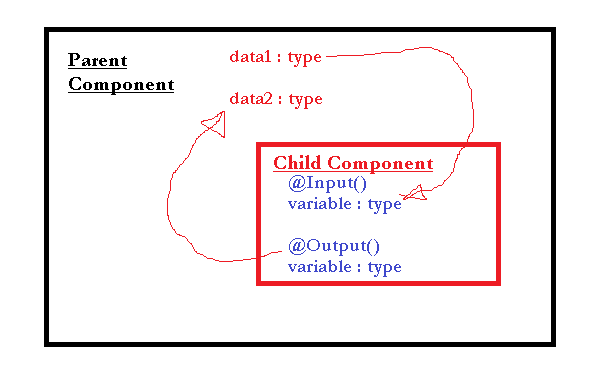 Parent
Component
data1 : type
data2 : type
Child Component
@Input()
variable : type
@Output()
variable : type